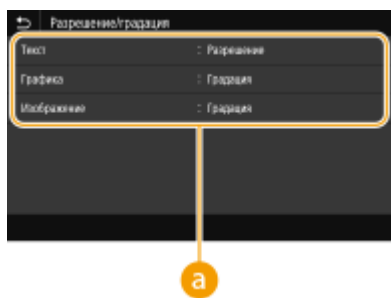 Разрешение/градация
Текст : Разрешение
Графика : Градация
Изображение : Градация
a